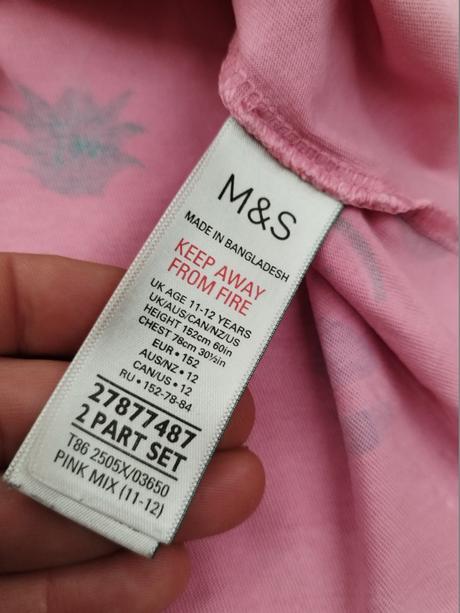 M&S
MADE IN BANGLADESH
KEEP AWAY
FROM FIRE
UK AGE 11-12 YEARS
UK/AUS/CAN/NZ/US
HEIGHT 152cm 60in
CHEST 78cm 30½in
EUR • 152
AUS/NZ • 12
CAN/US • 12
RU • 152-78-84
27877487
2 PART SET
T86 2505X/03650
PINK MIX (11-12)